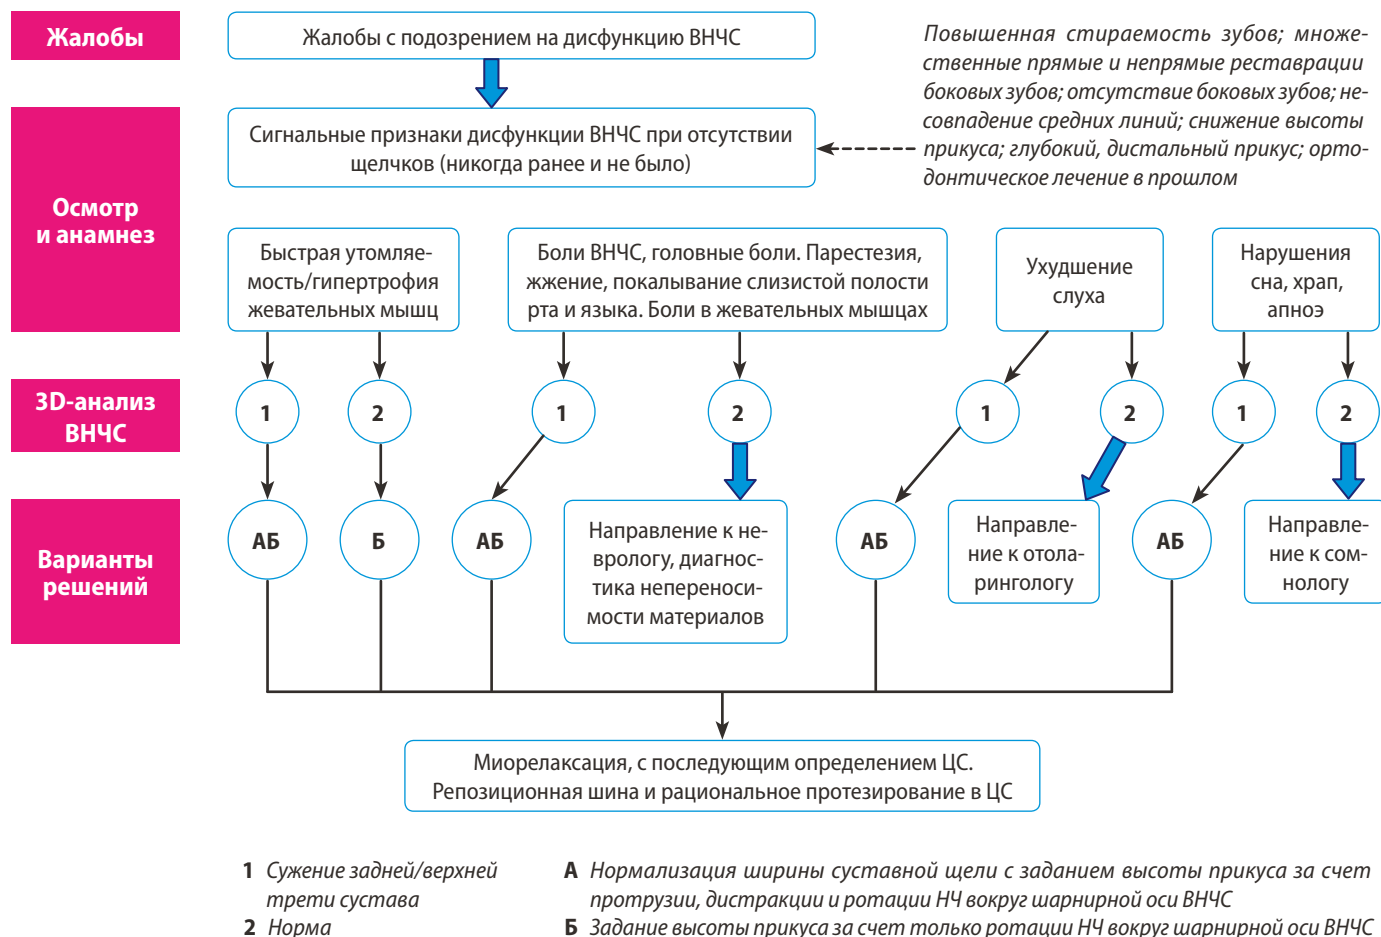 Жалобы
Жалобы с подозрением на дисфункцию ВНЧС
Повышенная стираемость зубов; множе-
ственные прямые и непрямые реставрации
боковых зубов; отсутствие боковых зубов; не-
совпадение средних линий; снижение высоты
прикуса; глубокий, дистальный прикус; орто-
донтическое лечение в прошлом
Осмотр
и анамнез
Сигнальные признаки дисфункции ВНЧС при отсутствии
щелчков (никогда ранее и не было)
Быстрая утомляе-
мость/гипертрофия
жевательных мышц
Боли ВНЧС, головные боли. Парестезия,
жжение, покалывание слизистой полости
рта и языка. Боли в жевательных мышцах
Ухудшение
слуха
Нарушения
сна, храп,
апноэ
3D-анализ
ВНЧС
1
2
1
2
1
2
1
2
Варианты
решений
АБ
Б
АБ
Направление к не-
врологу, диагнос-
тика непереноси-
мости материалов
АБ
Направле-
ние к отола-
рингологу
АБ
Направле-
ние к сом-
нологу
Миорелаксация, с последующим определением ЦС.
Репозиционная шина и рациональное протезирование в ЦС
1 Сужение задней/верхней
трети сустава
2 Норма
А Нормализация ширины суставной щели с заданием высоты прикуса за счет
протрузии, дистракции и ротации НЧ вокруг шарнирной оси ВНЧС
Б Задание высоты прикуса за счет только ротации НЧ вокруг шарнирной оси ВНЧС